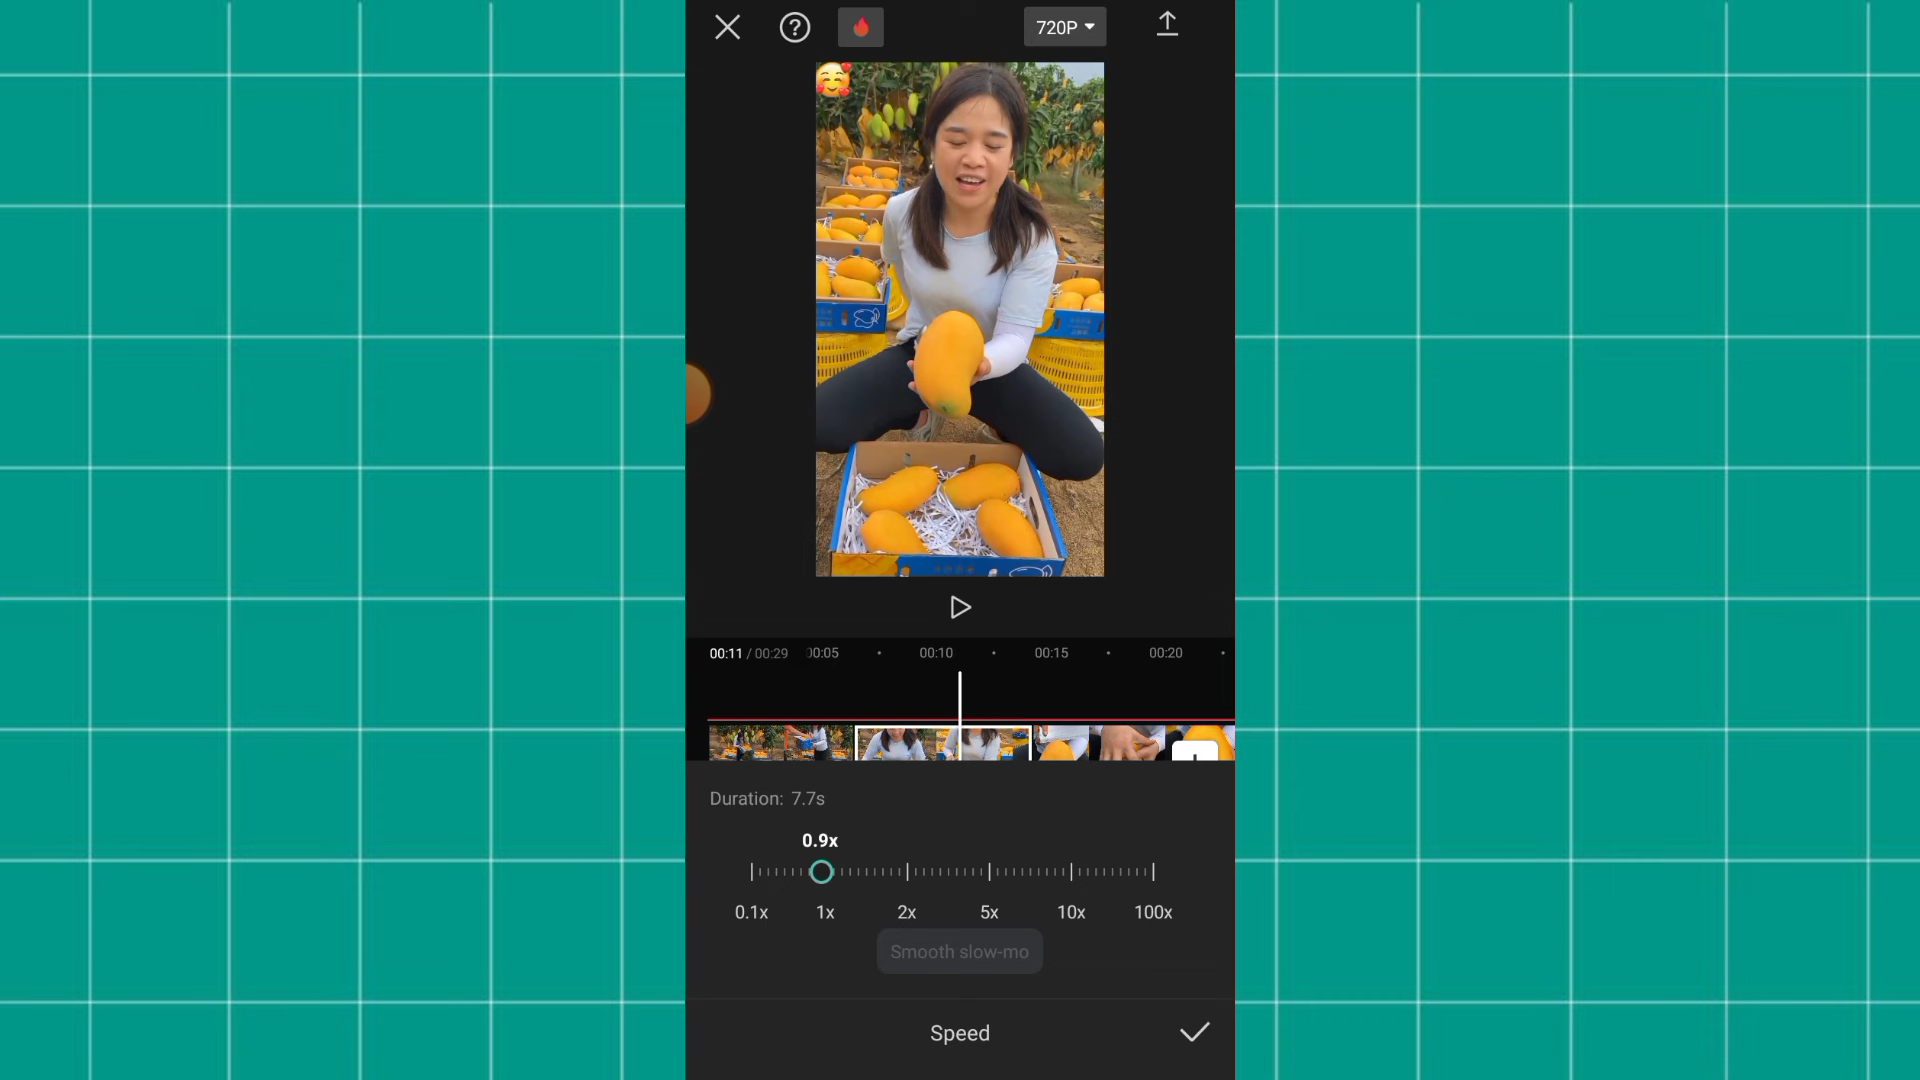 720P
00:11 / 00:29 00:05 00:10 00:15 00:20
Duration: 7.7s
0.9x
0.1x 1x 2x 5x 10x 100x
Smooth slow-mo
Speed